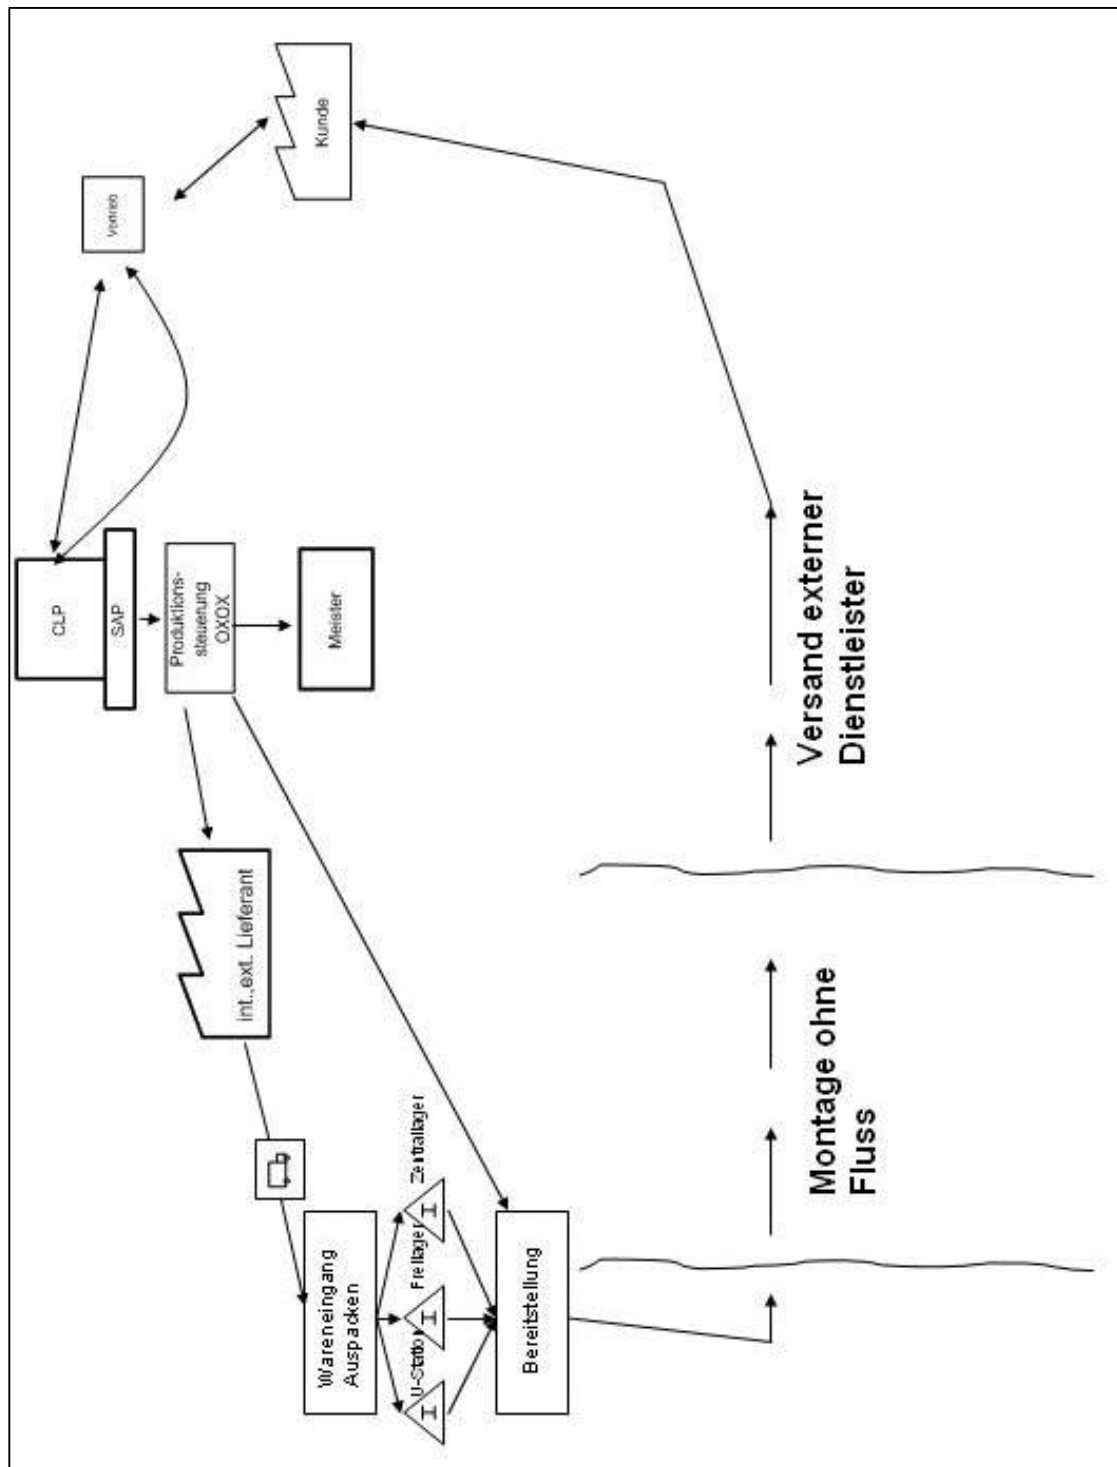 CLP
SAP
Produktions-
steuerung
OXOX
Meister
Vertrieb
Kunde
int.,ext. Lieferant
Wareneingang
Auspacken
U-Station
Freilager
Zentrallager
I
I
I
Bereitstellung
Montage ohne
Fluss
Versand externer
Dienstleister